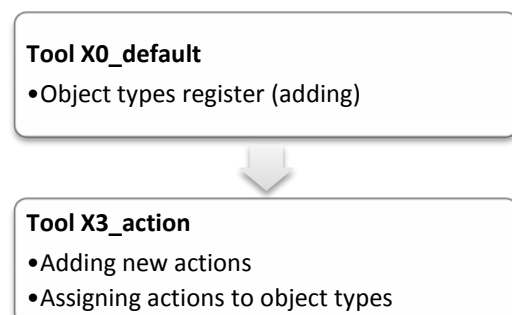 Tool X0_default
•Object types register (adding)
Tool X3_action
•Adding new actions
•Assigning actions to object types